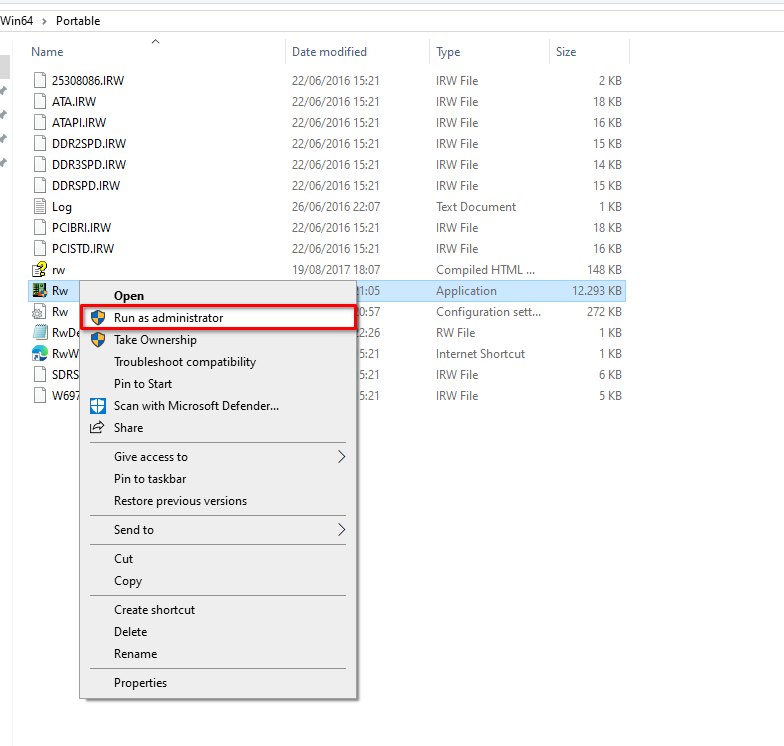 Win64 > Portable
Name Date modified Type Size
25308086.IRW 22/06/2016 15:21 IRW File 2 KB
ATA.IRW 22/06/2016 15:21 IRW File 18 KB
ATAPI.IRW 22/06/2016 15:21 IRW File 16 KB
DDR2SPD.IRW 22/06/2016 15:21 IRW File 15 KB
DDR3SPD.IRW 22/06/2016 15:21 IRW File 14 KB
DDRSPD.IRW 22/06/2016 15:21 IRW File 15 KB
Log 26/06/2016 22:07 Text Document 1 KB
PCIBRI.IRW 22/06/2016 15:21 IRW File 18 KB
PCISTD.IRW 22/06/2016 15:21 IRW File 16 KB
rw 19/08/2017 18:07 Compiled HTML ... 148 KB
Rw 1:05 Application 12.293 KB
Rw 0:57 Configuration sett... 272 KB
RwDe 2:26 RW File 1 KB
RwW 5:21 Internet Shortcut 1 KB
SDRS 5:21 IRW File 6 KB
W697 5:21 IRW File 5 KB
Open
Run as administrator
Take Ownership
Troubleshoot compatibility
Pin to Start
Scan with Microsoft Defender...
Share
Give access to
Pin to taskbar
Restore previous versions
Send to
Cut
Copy
Create shortcut
Delete
Rename
Properties